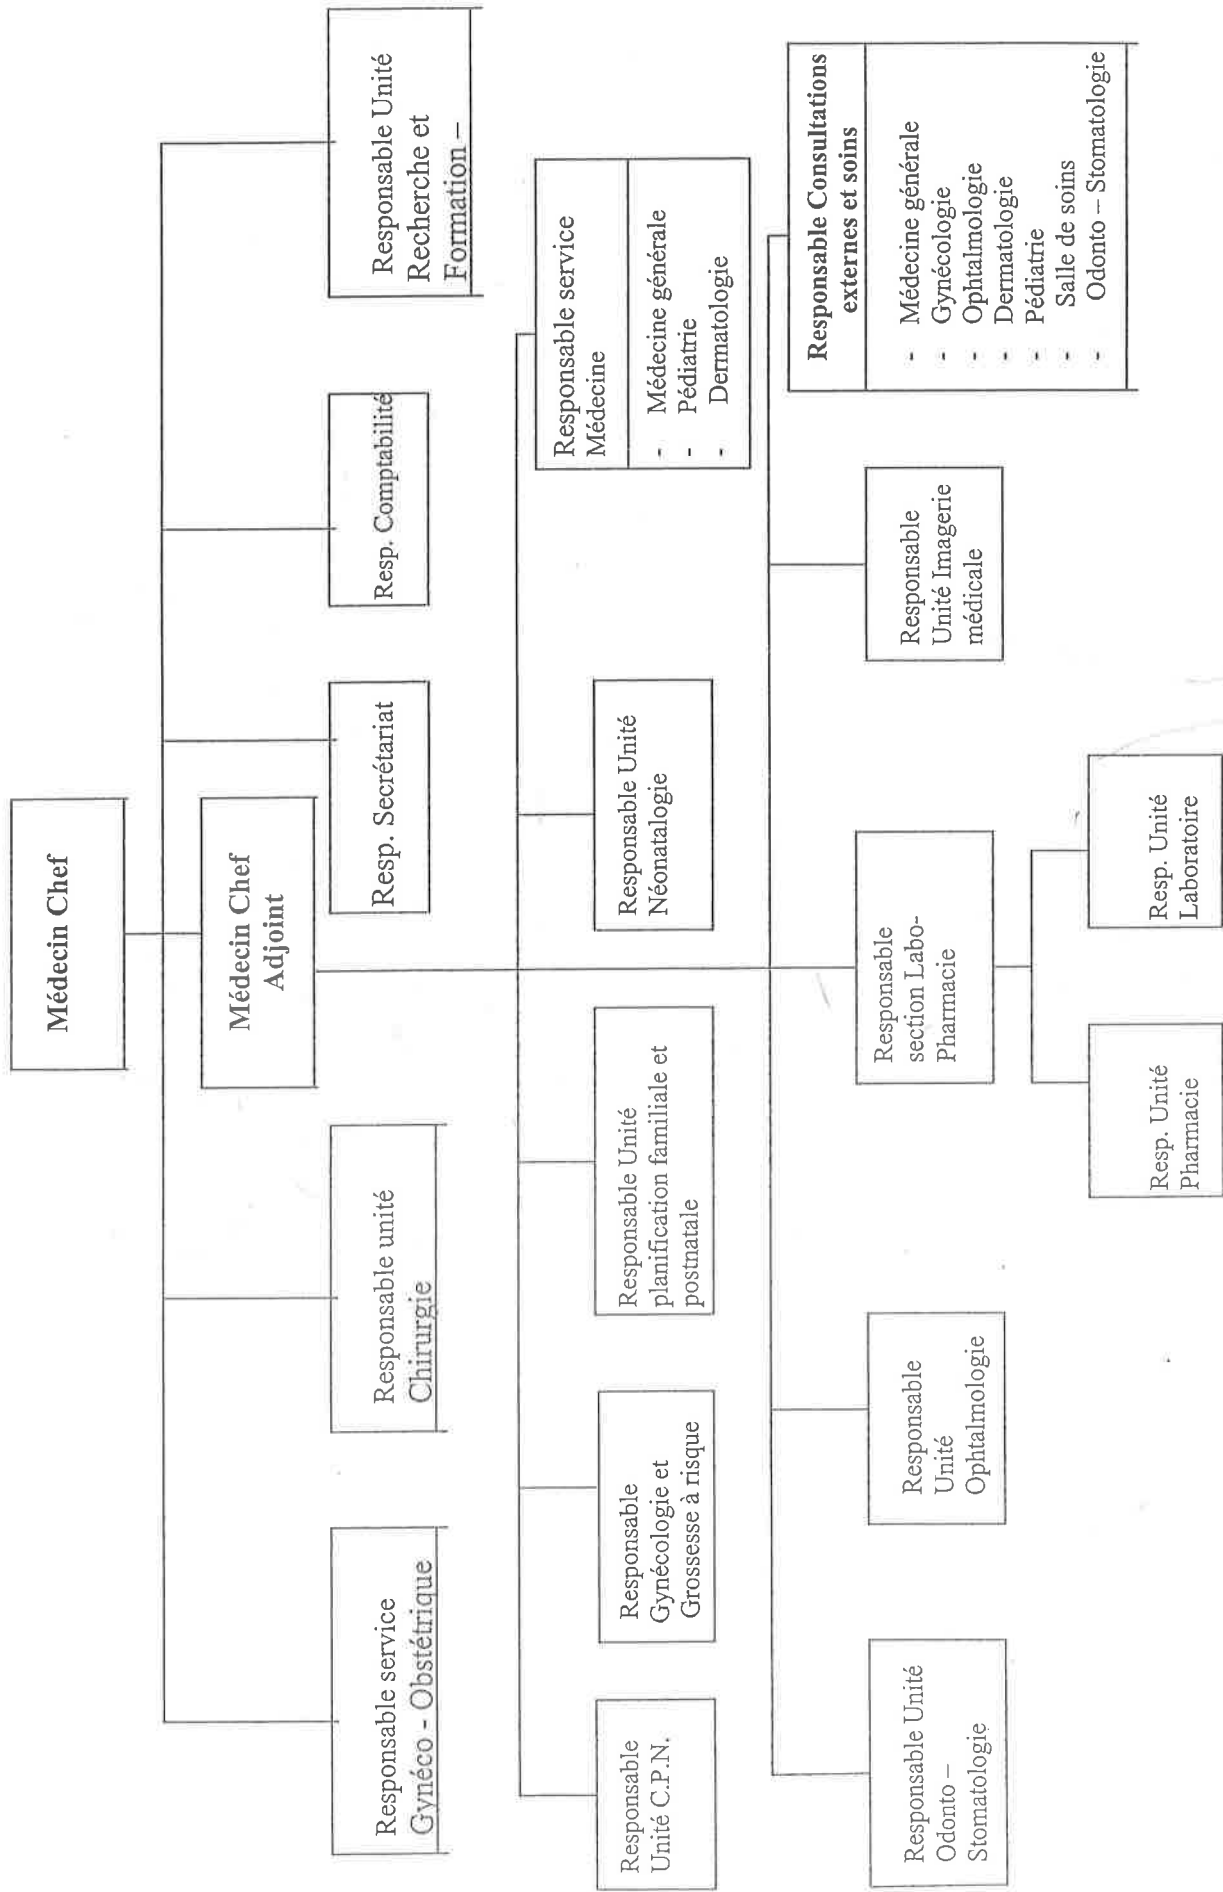 Médecin Chef
Médecin Chef
Adjoint
Responsable service
Gynéco - Obstétrique
Responsable unité
Chirurgie
Resp. Secrétariat
Resp. Comptabilité
Responsable Unité
Recherche et
Formation –
Responsable
Unité C.P.N.
Responsable
Gynécologie et
Grossesse à risque
Responsable Unité
planification familiale et
postnatale
Responsable Unité
Néonatalogie
Responsable service
Médecine
- Médecine générale
- Pédiatrie
- Dermatologie
Responsable Unité
Odonto –
Stomatologie
Responsable
Unité
Ophtalmologie
Responsable
section Labo-
Pharmacie
Responsable
Unité Imagerie
médicale
Responsable Consultations
externes et soins
- Médecine générale
- Gynécologie
- Ophtalmologie
- Dermatologie
- Pédiatrie
- Salle de soins
- Odonto – Stomatologie
Resp. Unité
Pharmacie
Resp. Unité
Laboratoire